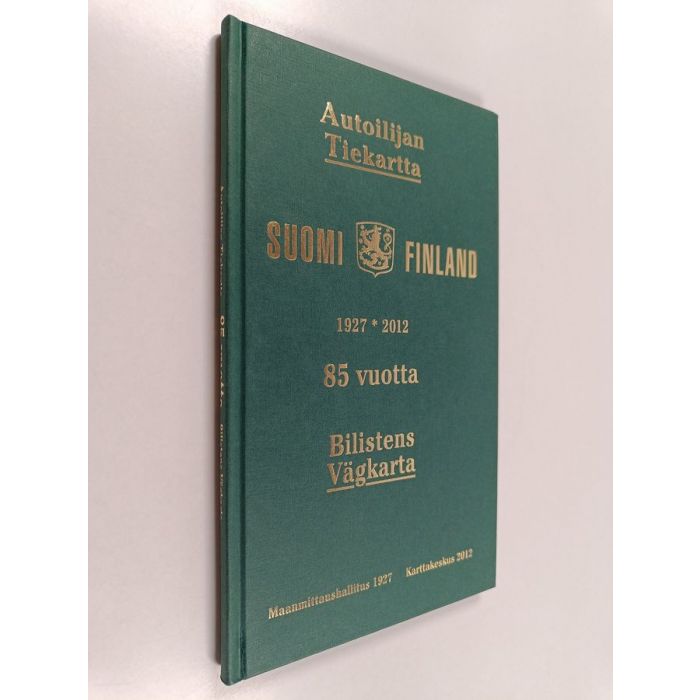 Autoilijan
Tiekartta
SUOMI FINLAND
1927 * 2012
85 vuotta
Bilistens
Vägkarta
Maanmittaushallitus 1927 Karttakeskus 2012